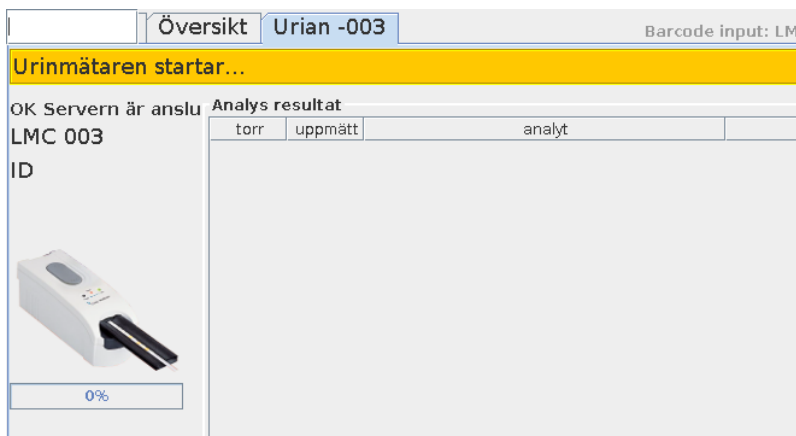 Översikt Urian -003 Barcode input: LM
Urinmätaren startar...
OK Servern är anslu
Analys resultat
LMC 003
torr uppmätt analyt
ID
0%